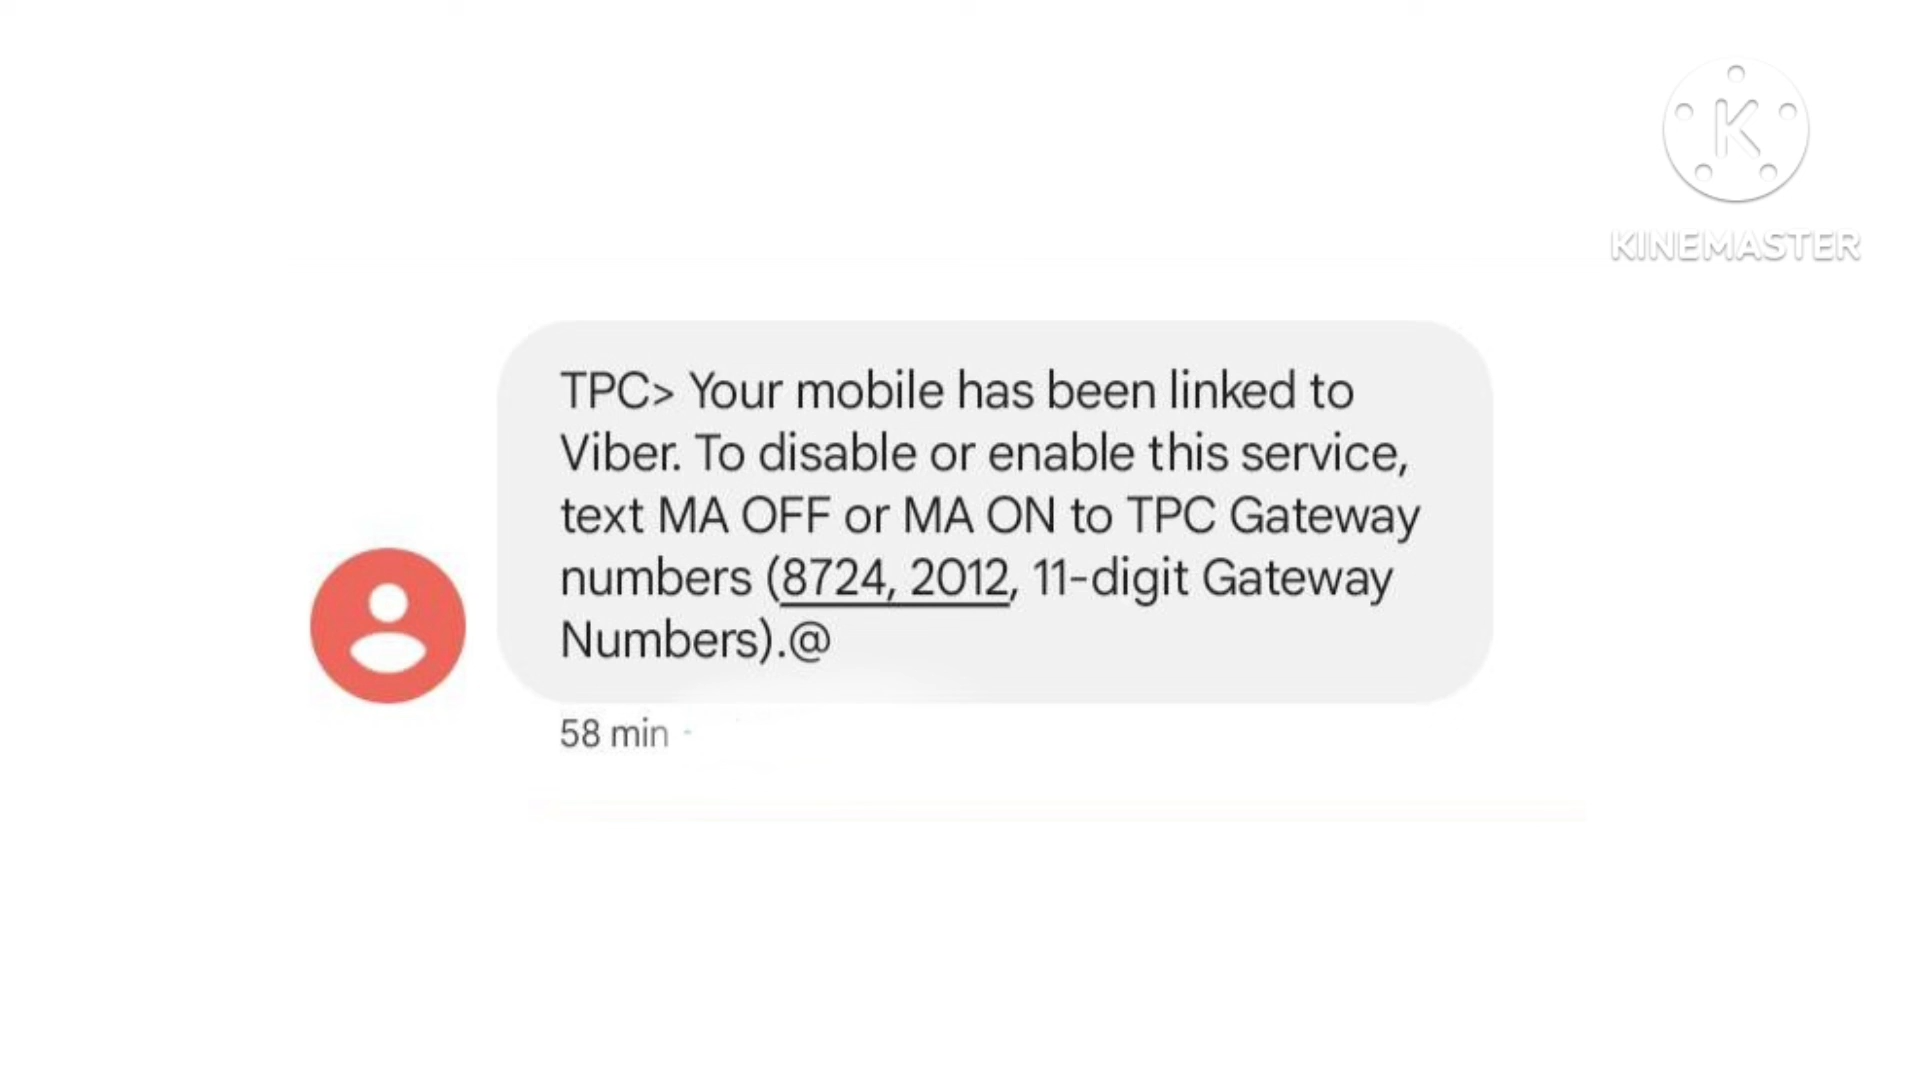 K
KINEMASTER
TPC> Your mobile has been linked to
Viber. To disable or enable this service,
text MA OFF or MA ON to TPC Gateway
numbers (8724, 2012, 11-digit Gateway
Numbers).@
58 min